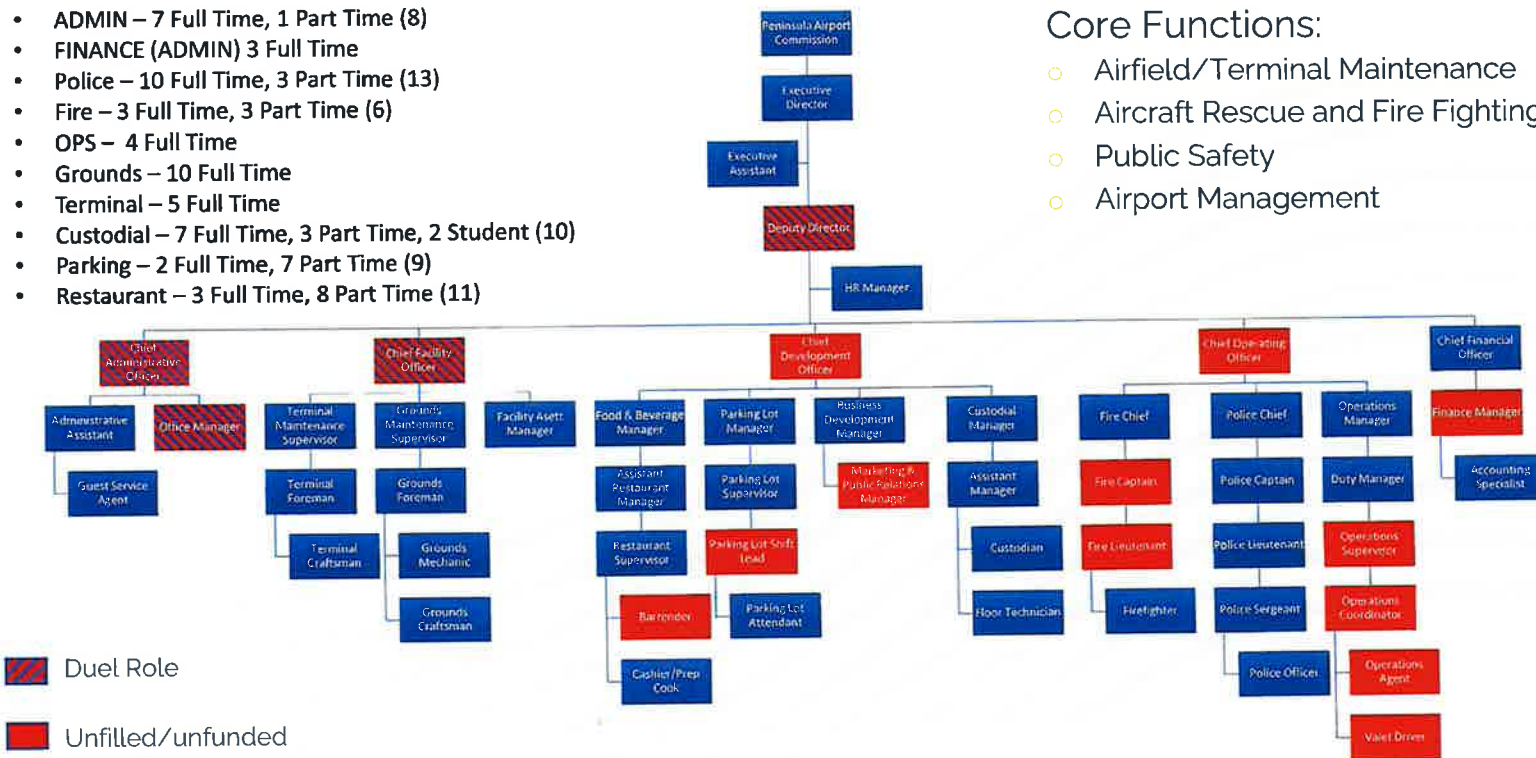 • ADMIN – 7 Full Time, 1 Part Time (8)
• FINANCE (ADMIN) 3 Full Time
• Police – 10 Full Time, 3 Part Time (13)
• Fire – 3 Full Time, 3 Part Time (6)
• OPS – 4 Full Time
• Grounds – 10 Full Time
• Terminal – 5 Full Time
• Custodial – 7 Full Time, 3 Part Time, 2 Student (10)
• Parking – 2 Full Time, 7 Part Time (9)
• Restaurant – 3 Full Time, 8 Part Time (11)
Core Functions:
Airfield/Terminal Maintenance
Aircraft Rescue and Fire Fighting
Public Safety
Airport Management
Peninsula Airport
Commission
Executive
Director
Executive
Assistant
Deputy Director
HR Manager
Chief
Administrative
Officer
Chief Facility
Officer
Chief
Development
Officer
Chief Operating
Officer
Chief Financial
Officer
Administrative
Assistant
Office Manager
Terminal
Maintenance
Supervisor
Grounds
Maintenance
Supervisor
Facility Asett
Manager
Food & Beverage
Manager
Parking Lot
Manager
Business
Development
Manager
Custodial
Manager
Fire Chief
Police Chief
Operations
Manager
Finance Manager
Guest Service
Agent
Terminal
Foreman
Grounds
Foreman
Assistant
Restaurant
Manager
Parking Lot
Supervisor
Marketing &
Public Relations
Manager
Assistant
Manager
Fire Captain
Police Captain
Duty Manager
Accounting
Specialist
Terminal
Craftsman
Grounds
Mechanic
Restaurant
Supervisor
Parking Lot Shift
Lead
Custodian
Fire Lieutenant
Police Lieutenant
Operations
Supervisor
Grounds
Craftsman
Bartender
Parking Lot
Attendant
Floor Technician
Firefighter
Police Sergeant
Operations
Coordinator
Cashier/Prep
Cook
Police Officer
Operations
Agent
Valet Driver
Duel Role
Unfilled/unfunded